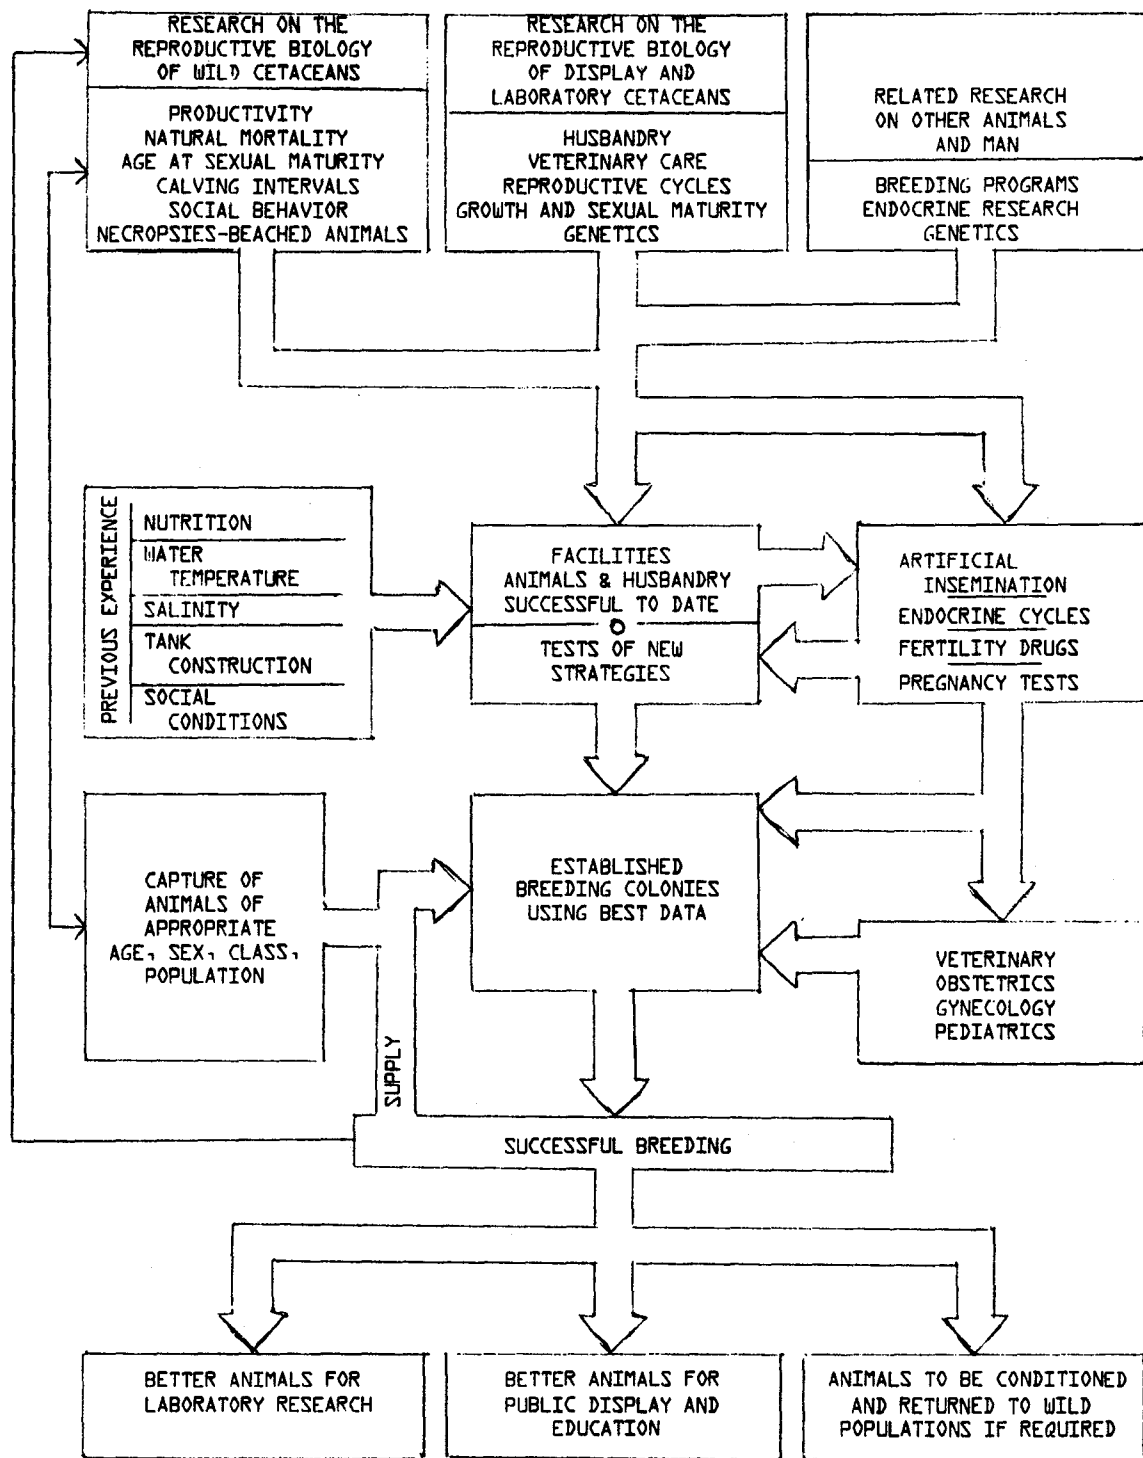 RESEARCH ON THE
REPRODUCTIVE BIOLOGY
OF WILD CETACEANS
PRODUCTIVITY
NATURAL MORTALITY
AGE AT SEXUAL MATURITY
CALVING INTERVALS
SOCIAL BEHAVIOR
NECROPSIES-BEACHED ANIMALS
RESEARCH ON THE
REPRODUCTIVE BIOLOGY
OF DISPLAY AND
LABORATORY CETACEANS
HUSBANDRY
VETERINARY CARE
REPRODUCTIVE CYCLES
GROWTH AND SEXUAL MATURITY
GENETICS
RELATED RESEARCH
ON OTHER ANIMALS
AND MAN
BREEDING PROGRAMS
ENDOCRINE RESEARCH
GENETICS
PREVIOUS EXPERIENCE
NUTRITION
WATER
TEMPERATURE
SALINITY
TANK
CONSTRUCTION
SOCIAL
CONDITIONS
FACILITIES
ANIMALS & HUSBANDRY
SUCCESSFUL TO DATE
TESTS OF NEW
STRATEGIES
ARTIFICIAL
INSEMINATION
ENDOCRINE CYCLES
FERTILITY DRUGS
PREGNANCY TESTS
CAPTURE OF
ANIMALS OF
APPROPRIATE
AGE, SEX, CLASS,
POPULATION
SUPPLY
ESTABLISHED
BREEDING COLONIES
USING BEST DATA
VETERINARY
OBSTETRICS
GYNECOLOGY
PEDIATRICS
SUCCESSFUL BREEDING
BETTER ANIMALS FOR
LABORATORY RESEARCH
BETTER ANIMALS FOR
PUBLIC DISPLAY AND
EDUCATION
ANIMALS TO BE CONDITIONED
AND RETURNED TO WILD
POPULATIONS IF REQUIRED